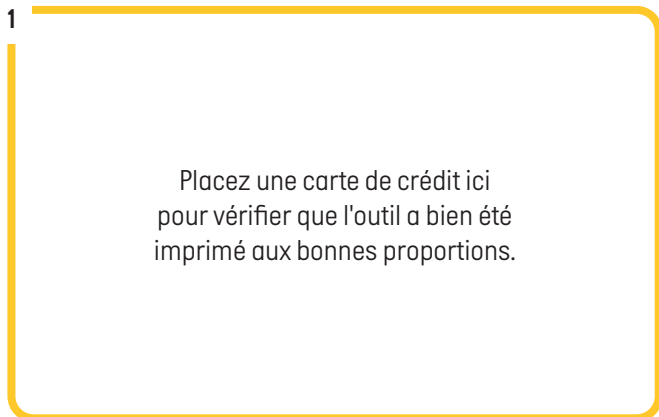 1
Placez une carte de crédit ici
pour vérifier que l'outil a bien été
imprimé aux bonnes proportions.